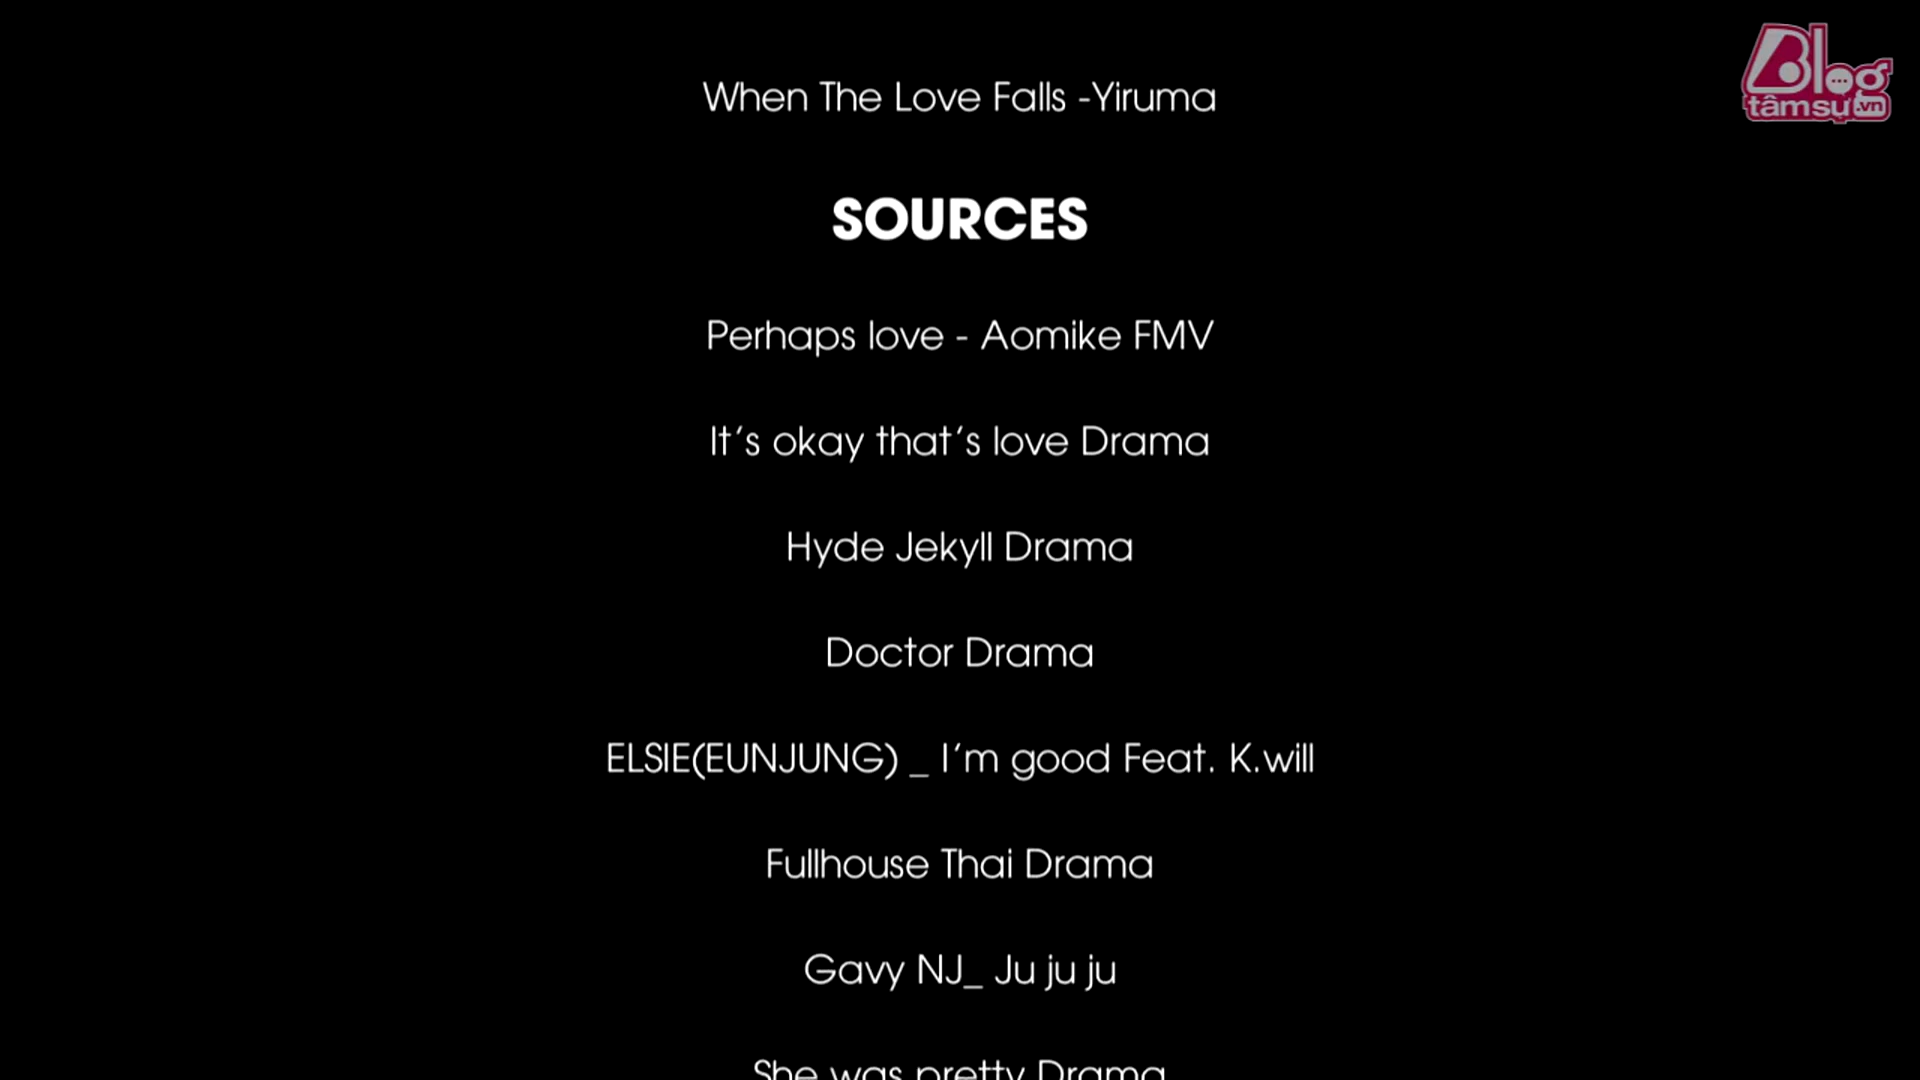 Blog
tâmsự.vn
When The Love Falls -Yiruma
SOURCES
Perhaps love - Aomike FMV
It´s okay that´s love Drama
Hyde Jekyll Drama
Doctor Drama
ELSIE(EUNJUNG) _ I´m good Feat. K.will
Fullhouse Thai Drama
Gavy NJ_ Ju ju ju
She was pretty Drama